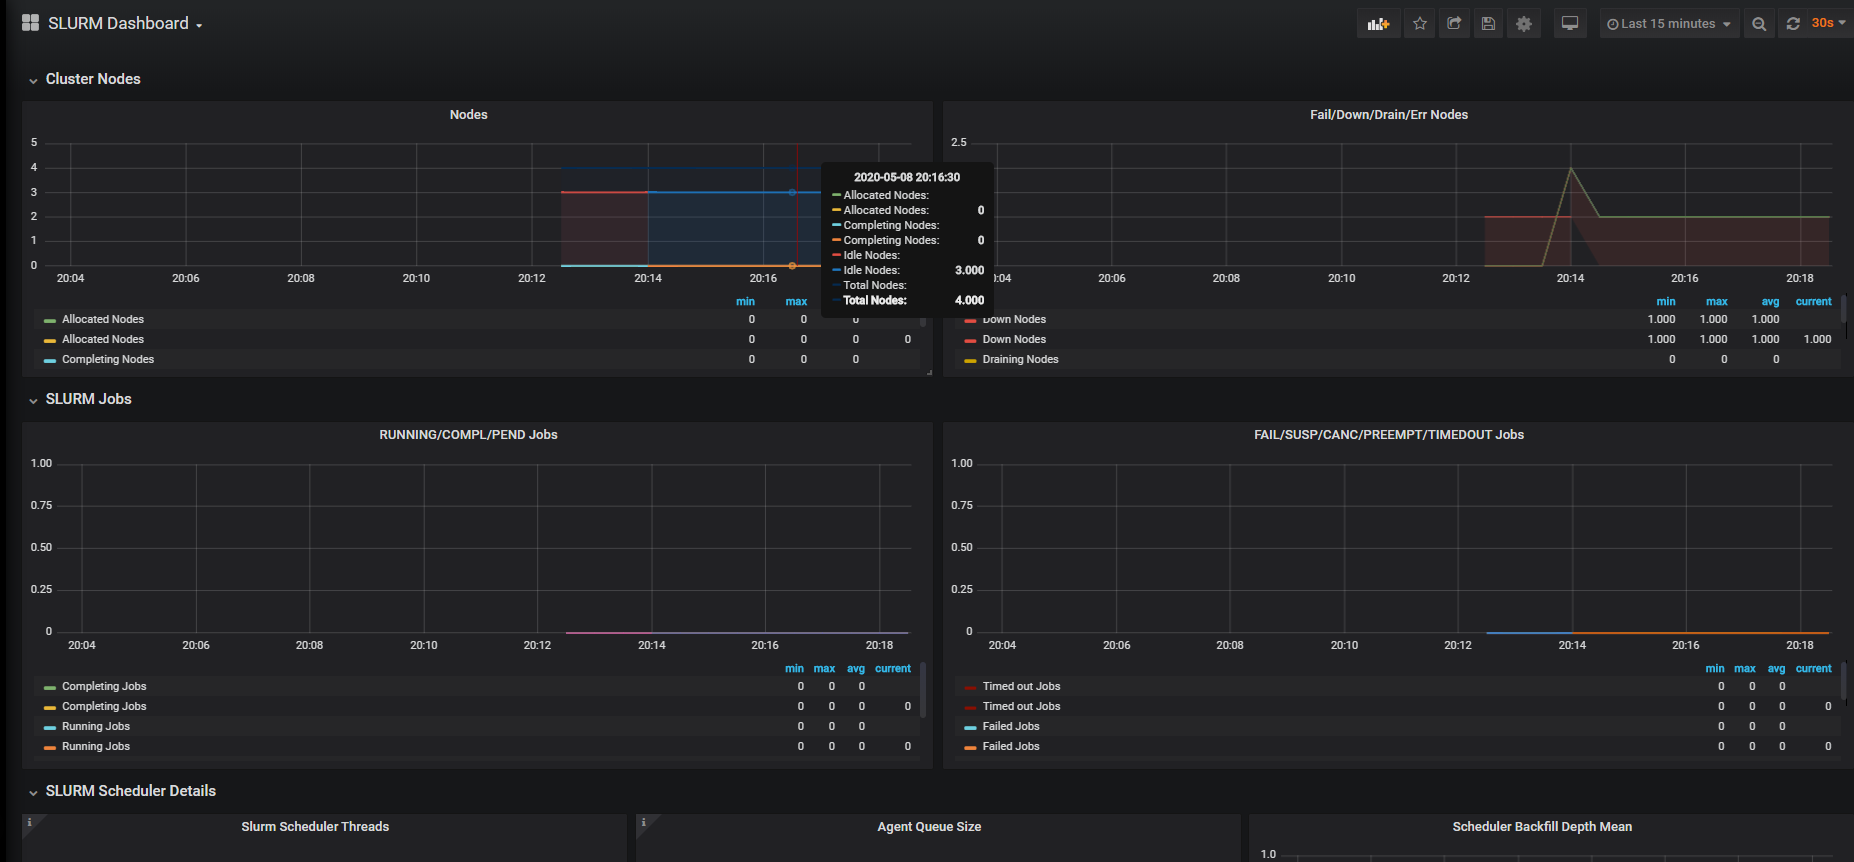 SLURM Dashboard
Last 15 minutes
30s
Cluster Nodes
Nodes
5
4
3
2
1
0
20:04 20:06 20:08 20:10 20:12 20:14 20:16
min max
Allocated Nodes 0 0 0
Allocated Nodes 0 0 0 0
Completing Nodes 0 0 0
2020-05-08 20:16:30
Allocated Nodes:
Allocated Nodes: 0
Completing Nodes:
Completing Nodes: 0
Idle Nodes:
Idle Nodes: 3.000
Total Nodes:
Total Nodes: 4.000
Fail/Down/Drain/Err Nodes
2.5
:04 20:06 20:08 20:10 20:12 20:14 20:16 20:18
min max avg current
Down Nodes 1.000 1.000 1.000
Down Nodes 1.000 1.000 1.000 1.000
Draining Nodes 0 0 0
SLURM Jobs
RUNNING/COMPL/PEND Jobs
1.00
0.75
0.50
0.25
0
20:04 20:06 20:08 20:10 20:12 20:14 20:16 20:18
min max avg current
Completing Jobs 0 0 0
Completing Jobs 0 0 0 0
Running Jobs 0 0 0
Running Jobs 0 0 0 0
FAIL/SUSP/CANC/PREEMPT/TIMEDOUT Jobs
1.00
0.75
0.50
0.25
0
20:04 20:06 20:08 20:10 20:12 20:14 20:16 20:18
min max avg current
Timed out Jobs 0 0 0
Timed out Jobs 0 0 0 0
Failed Jobs 0 0 0
Failed Jobs 0 0 0 0
SLURM Scheduler Details
i
Slurm Scheduler Threads
i
Agent Queue Size
Scheduler Backfill Depth Mean
1.0